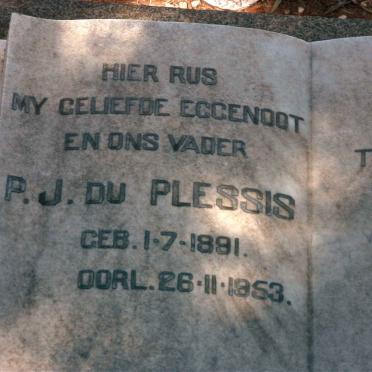 HIER RUS
MY GELIEFDE EGGENOOT
EN ONS VADER
P.J. DU PLESSIS
GEB. 1·7·1891.
OORL. 26·11·1953.
T